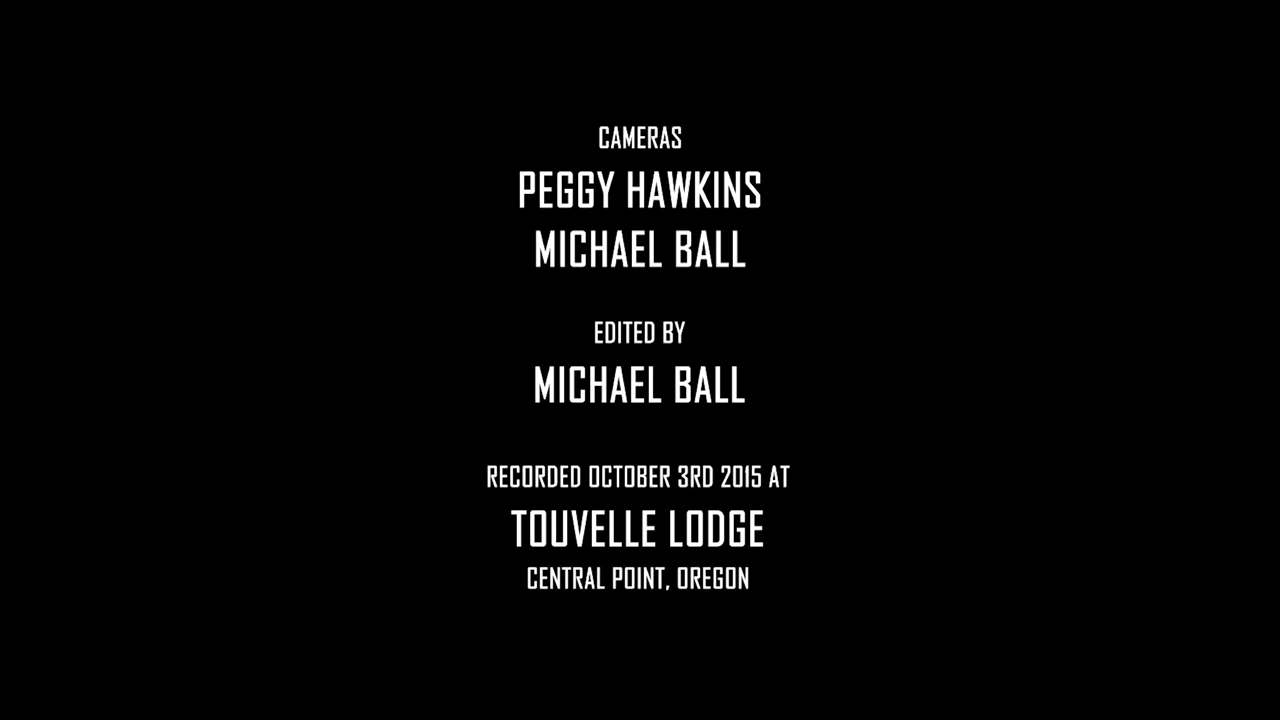 CAMERAS
PEGGY HAWKINS
MICHAEL BALL
EDITED BY
MICHAEL BALL
RECORDED OCTOBER 3RD 2015 AT
TOUVELLE LODGE
CENTRAL POINT, OREGON